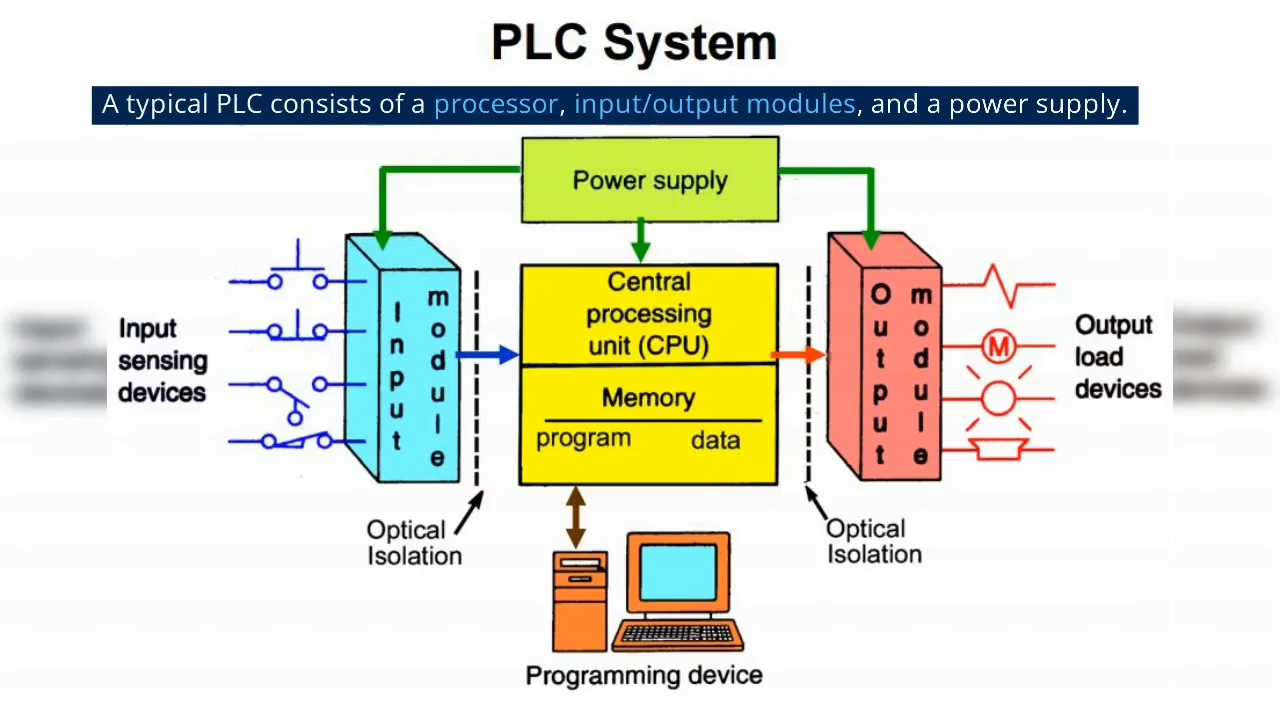 PLC System
A typical PLC consists of a processor, input/output modules, and a power supply.
Power supply
Input
sensing
devices
Input
module
Central
processing
unit (CPU)
Memory
program data
Output
module
M
Output
load
devices
Optical
Isolation
Optical
Isolation
Programming device